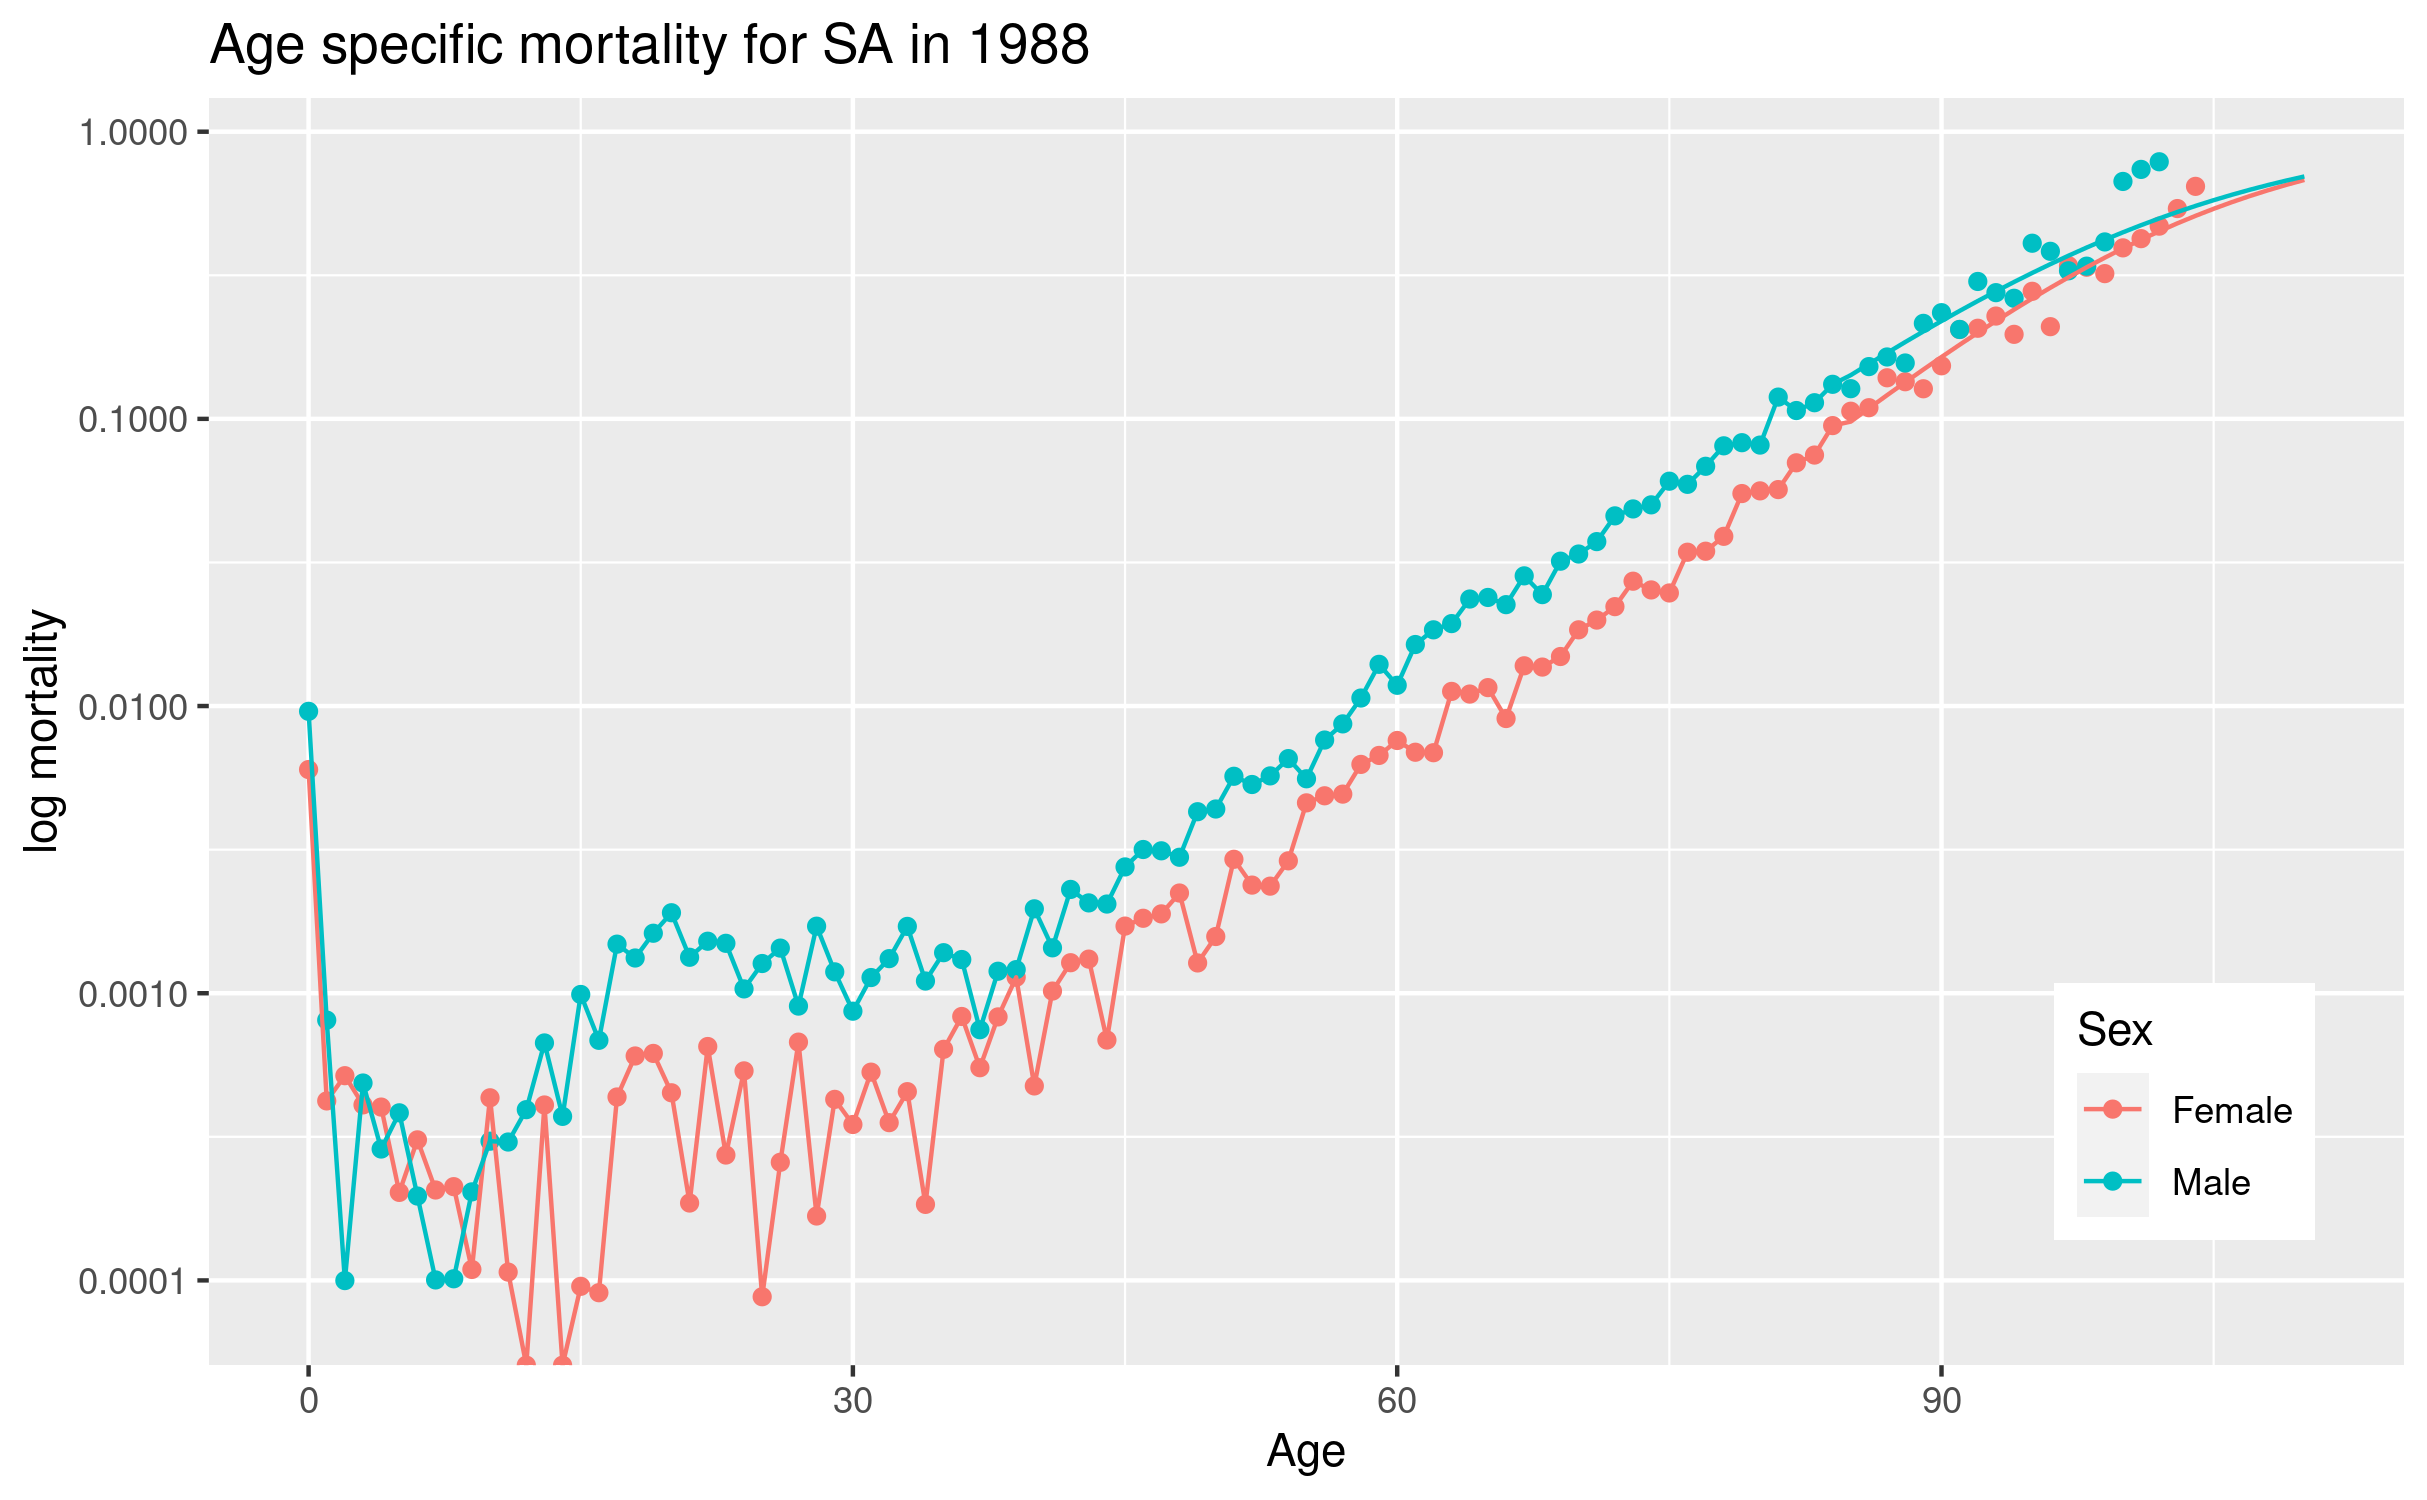 Age specific mortality for SA in 1988
log mortality
1.0000
0.1000
0.0100
0.0010
0.0001
0
30
60
90
Age
Sex
Female
Male